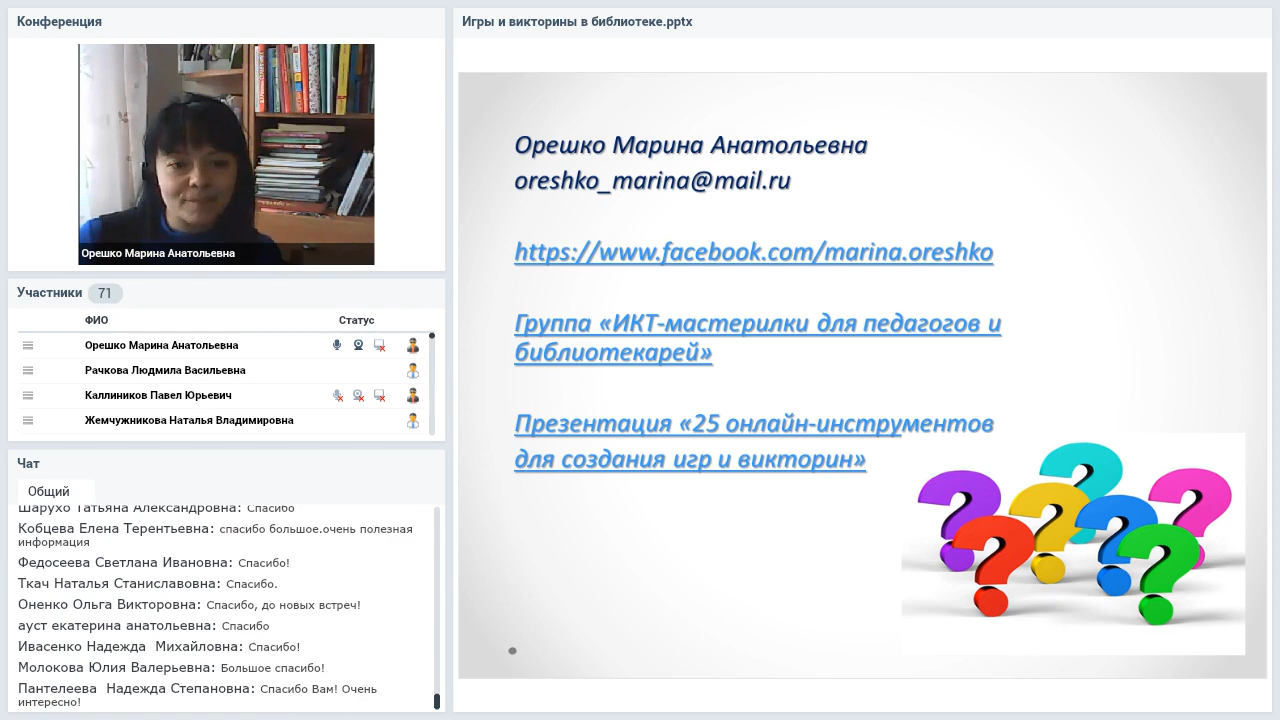 Конференция
Орешко Марина Анатольевна
Участники 71
ФИО Статус
Орешко Марина Анатольевна
Рачкова Людмила Васильевна
Каллиников Павел Юрьевич
Жемчужникова Наталья Владимировна
Чат
Общий
Шарухо Татьяна Александровна: Спасибо
Кобцева Елена Терентьевна: спасибо большое.очень полезная
информация
Федосеева Светлана Ивановна: Спасибо!
Ткач Наталья Станиславовна: Спасибо.
Оненко Ольга Викторовна: Спасибо, до новых встреч!
ауст екатерина анатольевна: Спасибо
Ивасенко Надежда  Михайловна: Спасибо!
Молокова Юлия Валерьевна: Большое спасибо!
Пантелеева  Надежда Степановна: Спасибо Вам! Очень
интересно!
Игры и викторины в библиотеке.pptx
Орешко Марина Анатольевна
oreshko_marina@mail.ru
https://www.facebook.com/marina.oreshko
Группа «ИКТ-мастерилки для педагогов и
библиотекарей»
Презентация «25 онлайн-инструментов
для создания игр и викторин»